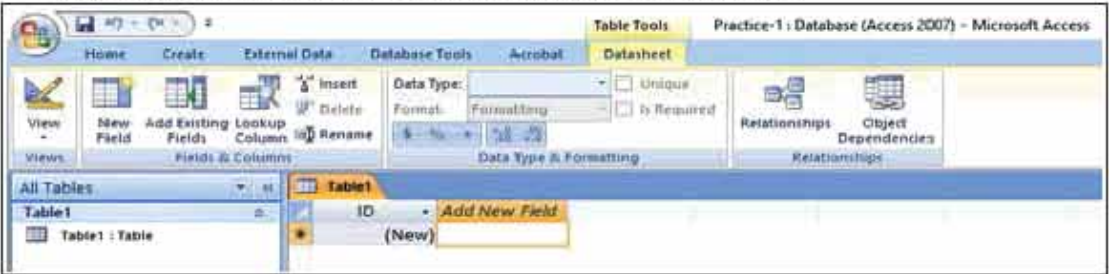 Table Tools Practice-1 : Database (Access 2007) - Microsoft Access
Home Create External Data Database Tools Acrobat Datasheet
View
New Field
Add Existing Fields
Lookup Column
Insert
Delete
Rename
Data Type:
Format: Formatting
$ %
Unique
Is Required
Relationships
Object Dependencies
Views Fields & Columns Data Type & Formatting Relationships
All Tables Table1
Table1 ID Add New Field
Table1 : Table (New)